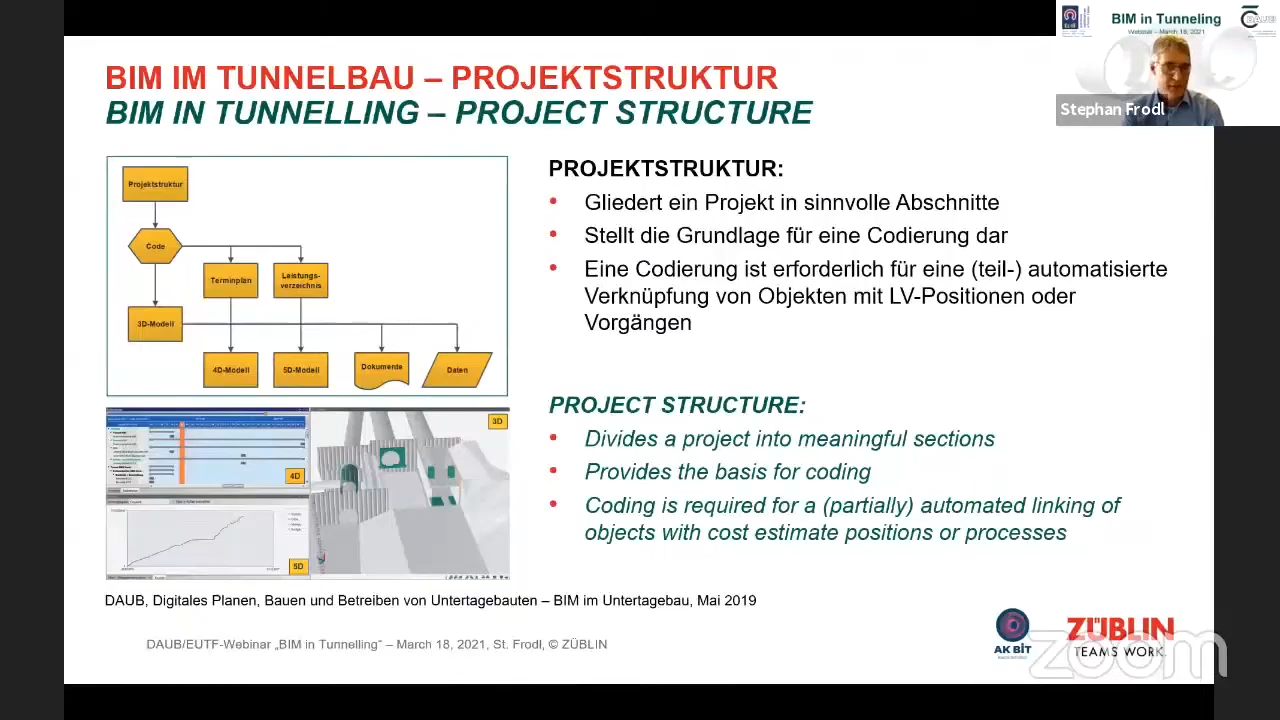 BIM in Tunneling
Webinar – March 18, 2021
DAUB
Stephan Frodl
BIM IM TUNNELBAU – PROJEKTSTRUKTUR
BIM IN TUNNELLING – PROJECT STRUCTURE
Projektstruktur
Code
Terminplan
Leistungs-
verzeichnis
3D-Modell
4D-Modell
5D-Modell
Dokumente
Daten
3D
4D
5D
PROJEKTSTRUKTUR:
• Gliedert ein Projekt in sinnvolle Abschnitte
• Stellt die Grundlage für eine Codierung dar
• Eine Codierung ist erforderlich für eine (teil-) automatisierte
Verknüpfung von Objekten mit LV-Positionen oder
Vorgängen
PROJECT STRUCTURE:
• Divides a project into meaningful sections
• Provides the basis for coding
• Coding is required for a (partially) automated linking of
objects with cost estimate positions or processes
DAUB, Digitales Planen, Bauen und Betreiben von Untertagebauten – BIM im Untertagebau, Mai 2019
DAUB/EUTF-Webinar „BIM in Tunnelling“ – March 18, 2021, St. Frodl, © ZÜBLIN
AK BIT
ZÜBLIN
TEAMS WORK.
zoom